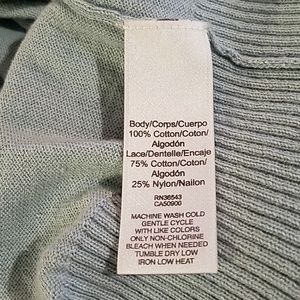 Body/Corps/Cuerpo
100% Cotton/Coton/
Algodón
Lace/Dentelle/Encaje
75% Cotton/Coton/
Algodón
25% Nylon/Nailon
RN36543
CA50900
MACHINE WASH COLD
GENTLE CYCLE
WITH LIKE COLORS
ONLY NON-CHLORINE
BLEACH WHEN NEEDED
TUMBLE DRY LOW
IRON LOW HEAT